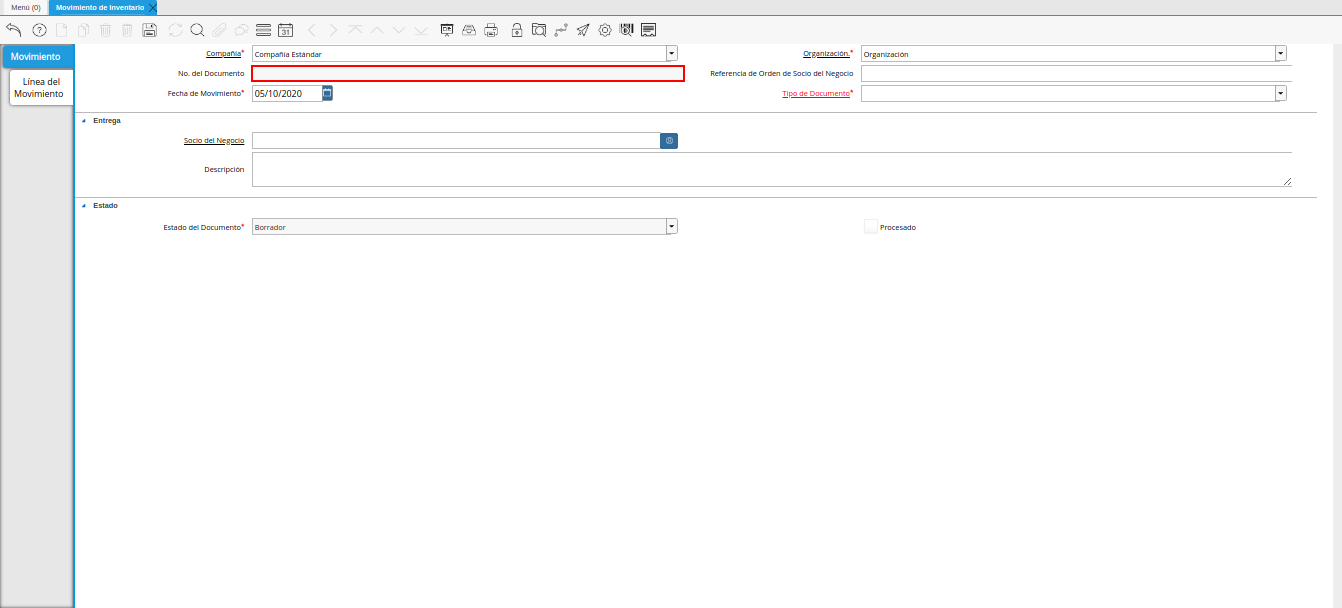 Menú (0) Movimiento de Inventario
31
Movimiento
Línea del
Movimiento
Compañía* Compañía Estándar Organización.* Organización
No. del Documento Referencia de Orden de Socio del Negocio
Fecha de Movimiento* 05/10/2020 Tipo de Documento*
Entrega
Socio del Negocio
Descripción
Estado
Estado del Documento* Borrador Procesado